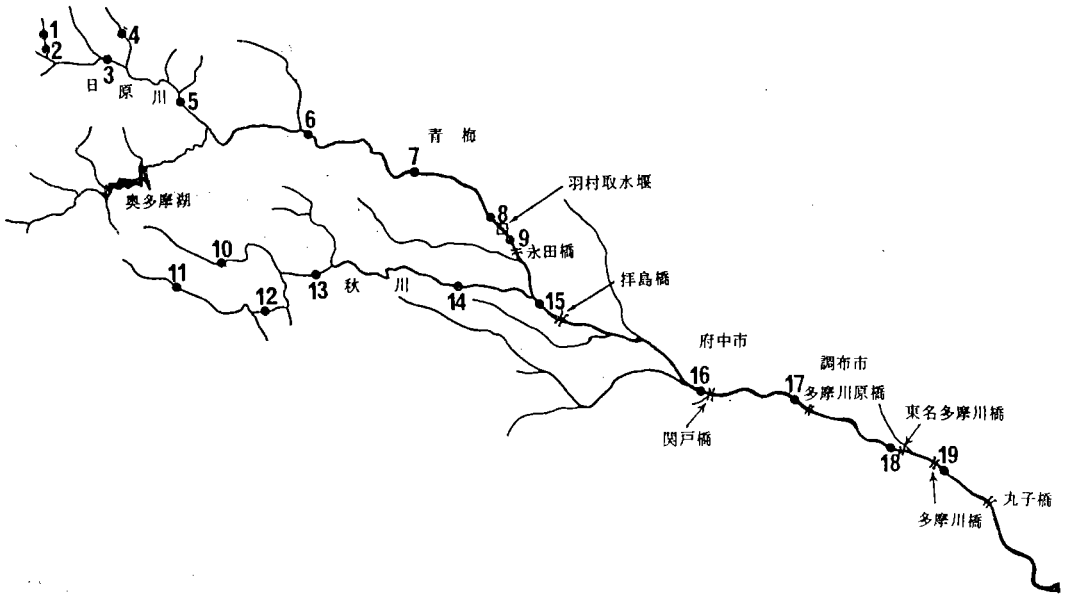 1
2
4
3
日原川
5
6
青梅
7
羽村取水堰
8
9
永田橋
奥多摩湖
10
11
12
13
秋川
14
15
拝島橋
府中市
16
関戸橋
調布市
17
多摩川原橋
東名多摩川橋
18
19
多摩川橋
丸子橋